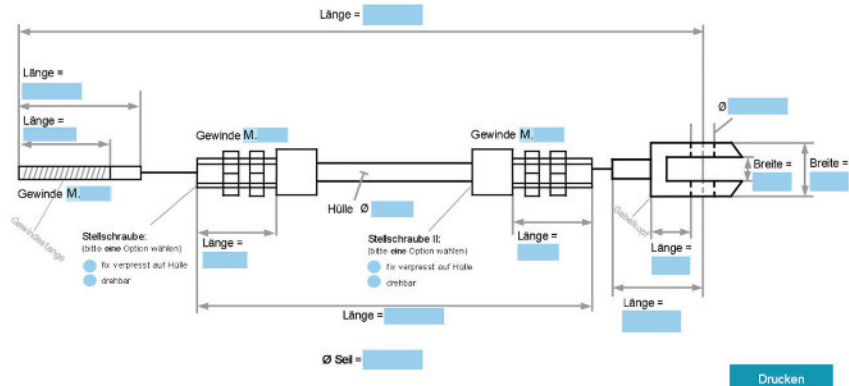 Länge =
Länge =
Ø
Länge =
Gewinde M.
Gewinde M.
Breite =
Breite =
Gewinde M.
Gewindestange
Hülle Ø
Gabelkopf
Stellschraube:
(bitte eine Option wählen)
fix verpresst auf Hülle
drehbar
Länge =
Stellschraube II:
(bitte eine Option wählen)
fix verpresst auf Hülle
drehbar
Länge =
Länge =
Länge =
Länge =
Ø Seil =
Drucken